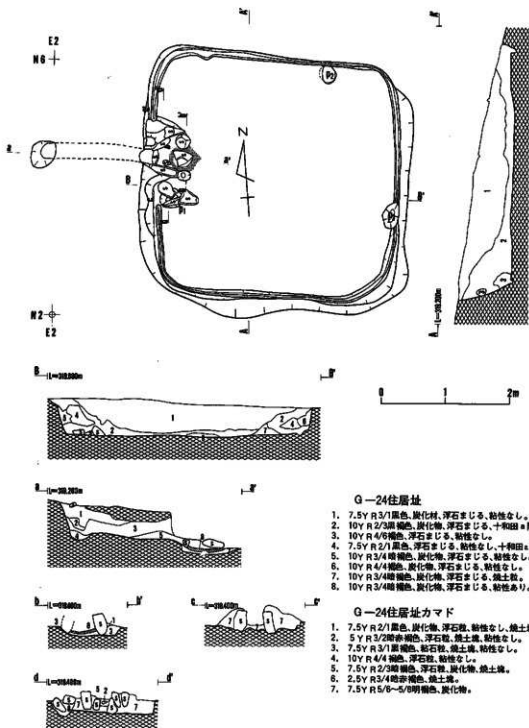 E2
N6
A'
A'
P2
Z
a'
a
B
B'
P1
N2
E2
A
A
L=319.200m
B
L=318.800m
B'
0 1 2m
a
a'
b
b'
c
c'
d
d'
G—24住居址
1. 7.5YR3/1黒色、炭化材、浮石まじる、粘性なし。
2. 10YR2/3黒褐色、炭化物、浮石まじる、十和田a
3. 10YR4/6褐色、浮石まじる、粘性なし。
4. 7.5YR2/1黒色、浮石まじる、粘性なし、十和田a
5. 10YR3/4暗褐色、炭化物、浮石まじる、粘性なし。
6. 10YR4/4褐色、炭化物、浮石まじる、粘性なし。
7. 10YR3/4暗褐色、炭化物、浮石まじる、焼土粒。
8. 10YR3/4暗褐色、炭化物、浮石まじる、粘性あり。
G—24住居址カマド
1. 7.5YR2/1黒色、炭化物、浮石粒、粘性なし、焼土
2. 5YR3/2暗赤褐色、浮石粒、焼土塊、粘性なし。
3. 7.5YR3/1黒褐色、粘石粒、焼土塊、粘性なし。
4. 10YR4/4褐色、浮石粒、粘性なし。
5. 7.5YR2/3暗褐色、浮石粒、炭化物、焼土塊。
6. 2.5YR3/4暗赤褐色、焼土塊。
7. 7.5YR5/6〜5/8明褐色、炭化物。